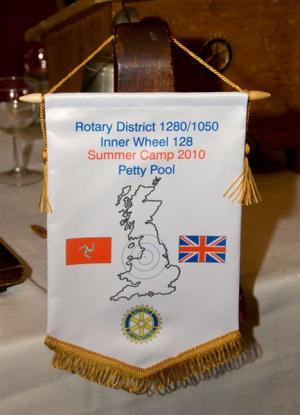 Rotary District 1280/1050
Inner Wheel 128
Summer Camp 2010
Petty Pool